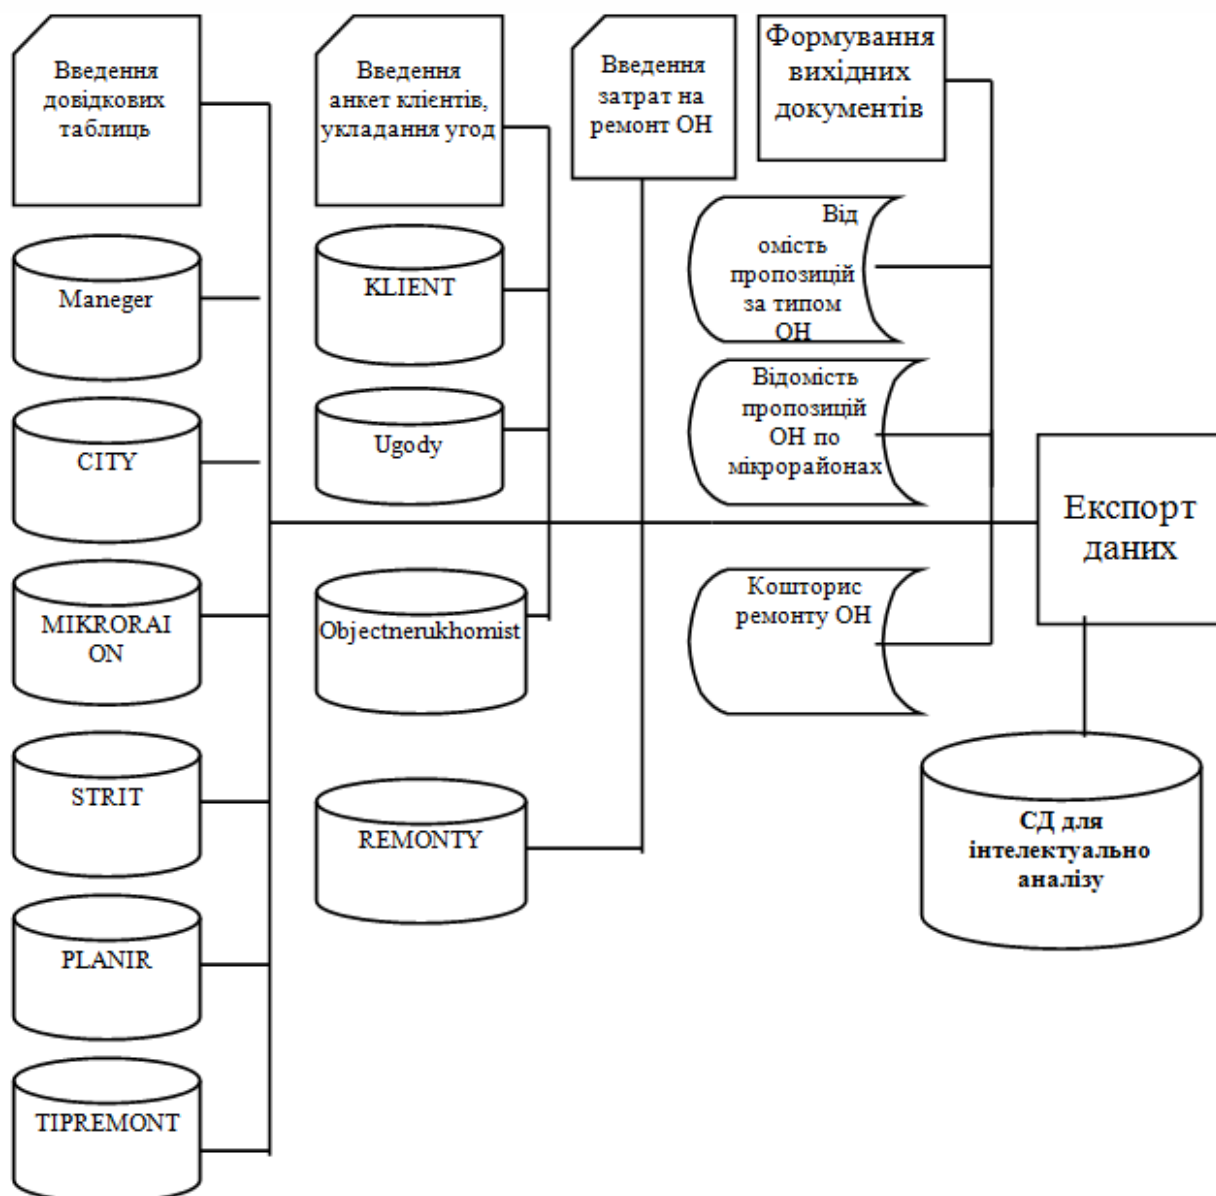 Введення
довідкових
таблиць
Maneger
CITY
MIKRORAI
ON
STRIT
PLANIR
TIPREMONT
Введення
анкет клієнтів,
укладання угод
KLIENT
Ugody
Objectnerukhomist
REMONTY
Введення
затрат на
ремонт ОН
Формування
вихідних
документів
Від
омість
пропозицій
за типом
ОН
Відомість
пропозицій
ОН по
мікрорайонах
Кошторис
ремонту ОН
Експорт
даних
СД для
інтелектуально
аналізу